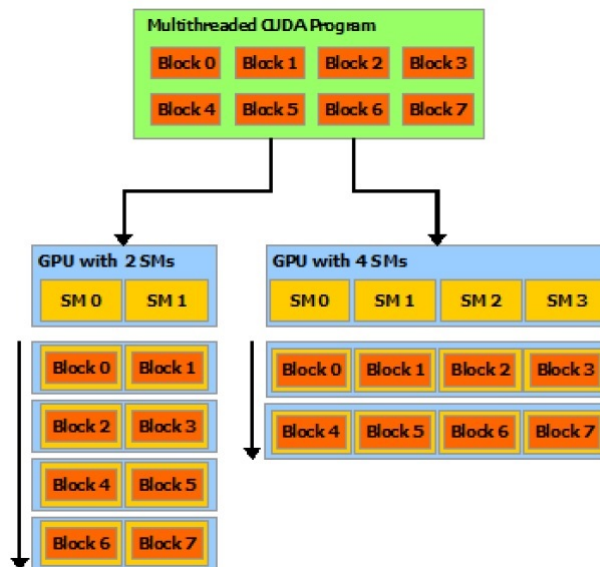 Multithreaded CUDA Program
Block 0 Block 1 Block 2 Block 3
Block 4 Block 5 Block 6 Block 7
GPU with 2 SMs
SM 0 SM 1
Block 0 Block 1
Block 2 Block 3
Block 4 Block 5
Block 6 Block 7
GPU with 4 SMs
SM 0 SM 1 SM 2 SM 3
Block 0 Block 1 Block 2 Block 3
Block 4 Block 5 Block 6 Block 7